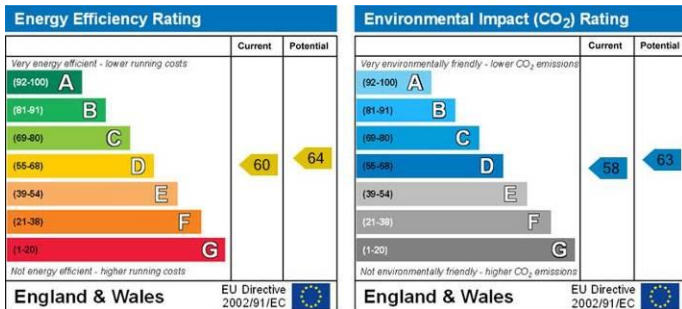 Energy Efficiency Rating
Current Potential
Very energy efficient - lower running costs
(92-100) A
(81-91) B
(69-80) C
(55-68) D
(39-54) E
(21-38) F
(1-20) G
60
64
Not energy efficient - higher running costs
England & Wales
EU Directive
2002/91/EC
Environmental Impact (CO₂) Rating
Current Potential
Very environmentally friendly - lower CO₂ emissions
(92-100) A
(81-91) B
(69-80) C
(55-68) D
(39-54) E
(21-38) F
(1-20) G
58
63
Not environmentally friendly - higher CO₂ emissions
England & Wales
EU Directive
2002/91/EC